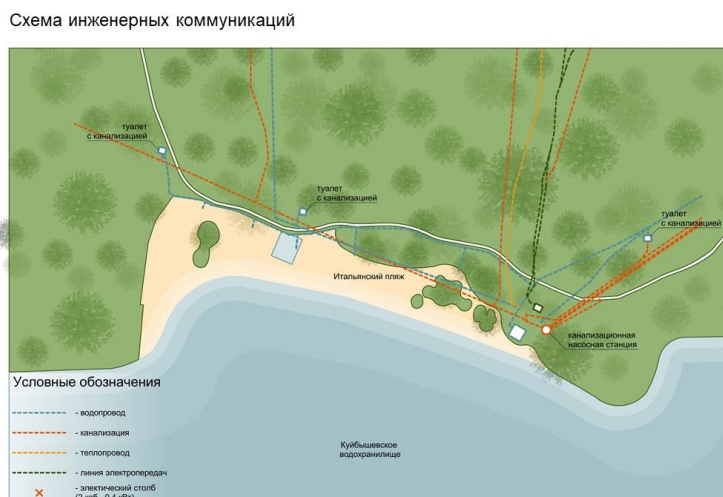 Схема инженерных коммуникаций
туалет
с канализацией
туалет
с канализацией
туалет
с канализацией
Итальянский пляж
канализационная
насосная станция
Условные обозначения
- водопровод
- канализация
- теплопровод
- линия электропередач
- электический столб
Куйбышевское
водохранилище